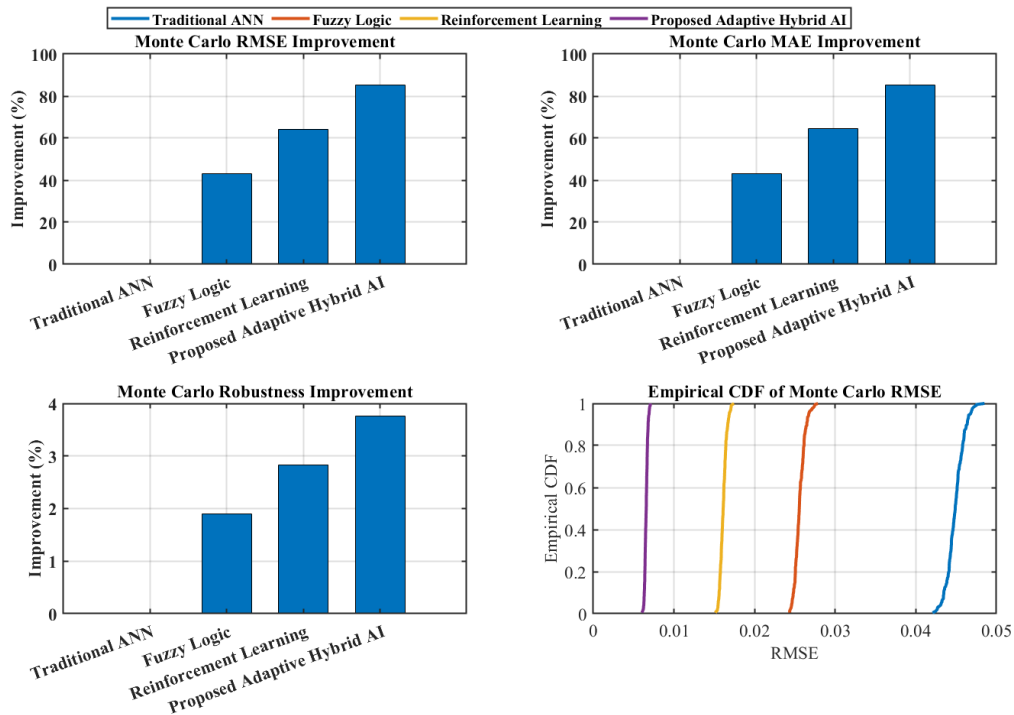 Traditional ANN Fuzzy Logic Reinforcement Learning Proposed Adaptive Hybrid AI
Monte Carlo RMSE Improvement
Improvement (%)
100
80
60
40
20
0
Traditional ANN
Fuzzy Logic
Reinforcement Learning
Proposed Adaptive Hybrid AI
Monte Carlo MAE Improvement
Improvement (%)
100
80
60
40
20
0
Traditional ANN
Fuzzy Logic
Reinforcement Learning
Proposed Adaptive Hybrid AI
Monte Carlo Robustness Improvement
Improvement (%)
4
3
2
1
0
Traditional ANN
Fuzzy Logic
Reinforcement Learning
Proposed Adaptive Hybrid AI
Empirical CDF of Monte Carlo RMSE
Empirical CDF
1
0.8
0.6
0.4
0.2
0
0 0.01 0.02 0.03 0.04 0.05
RMSE